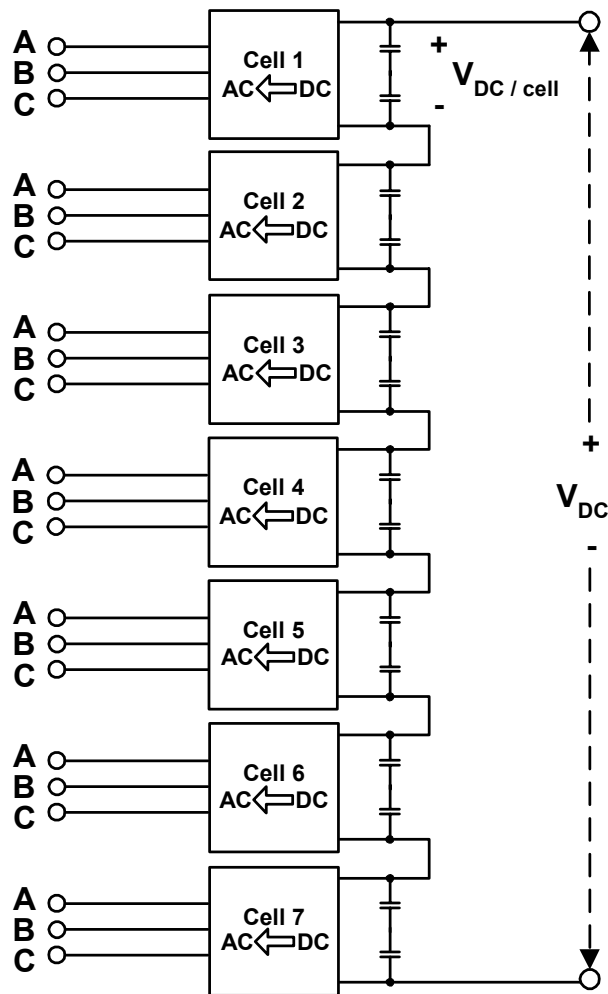 A
B
C
Cell 1
AC DC
+
V DC / cell
-
A
B
C
Cell 2
AC DC
A
B
C
Cell 3
AC DC
A
B
C
Cell 4
AC DC
+
V DC
-
A
B
C
Cell 5
AC DC
A
B
C
Cell 6
AC DC
A
B
C
Cell 7
AC DC